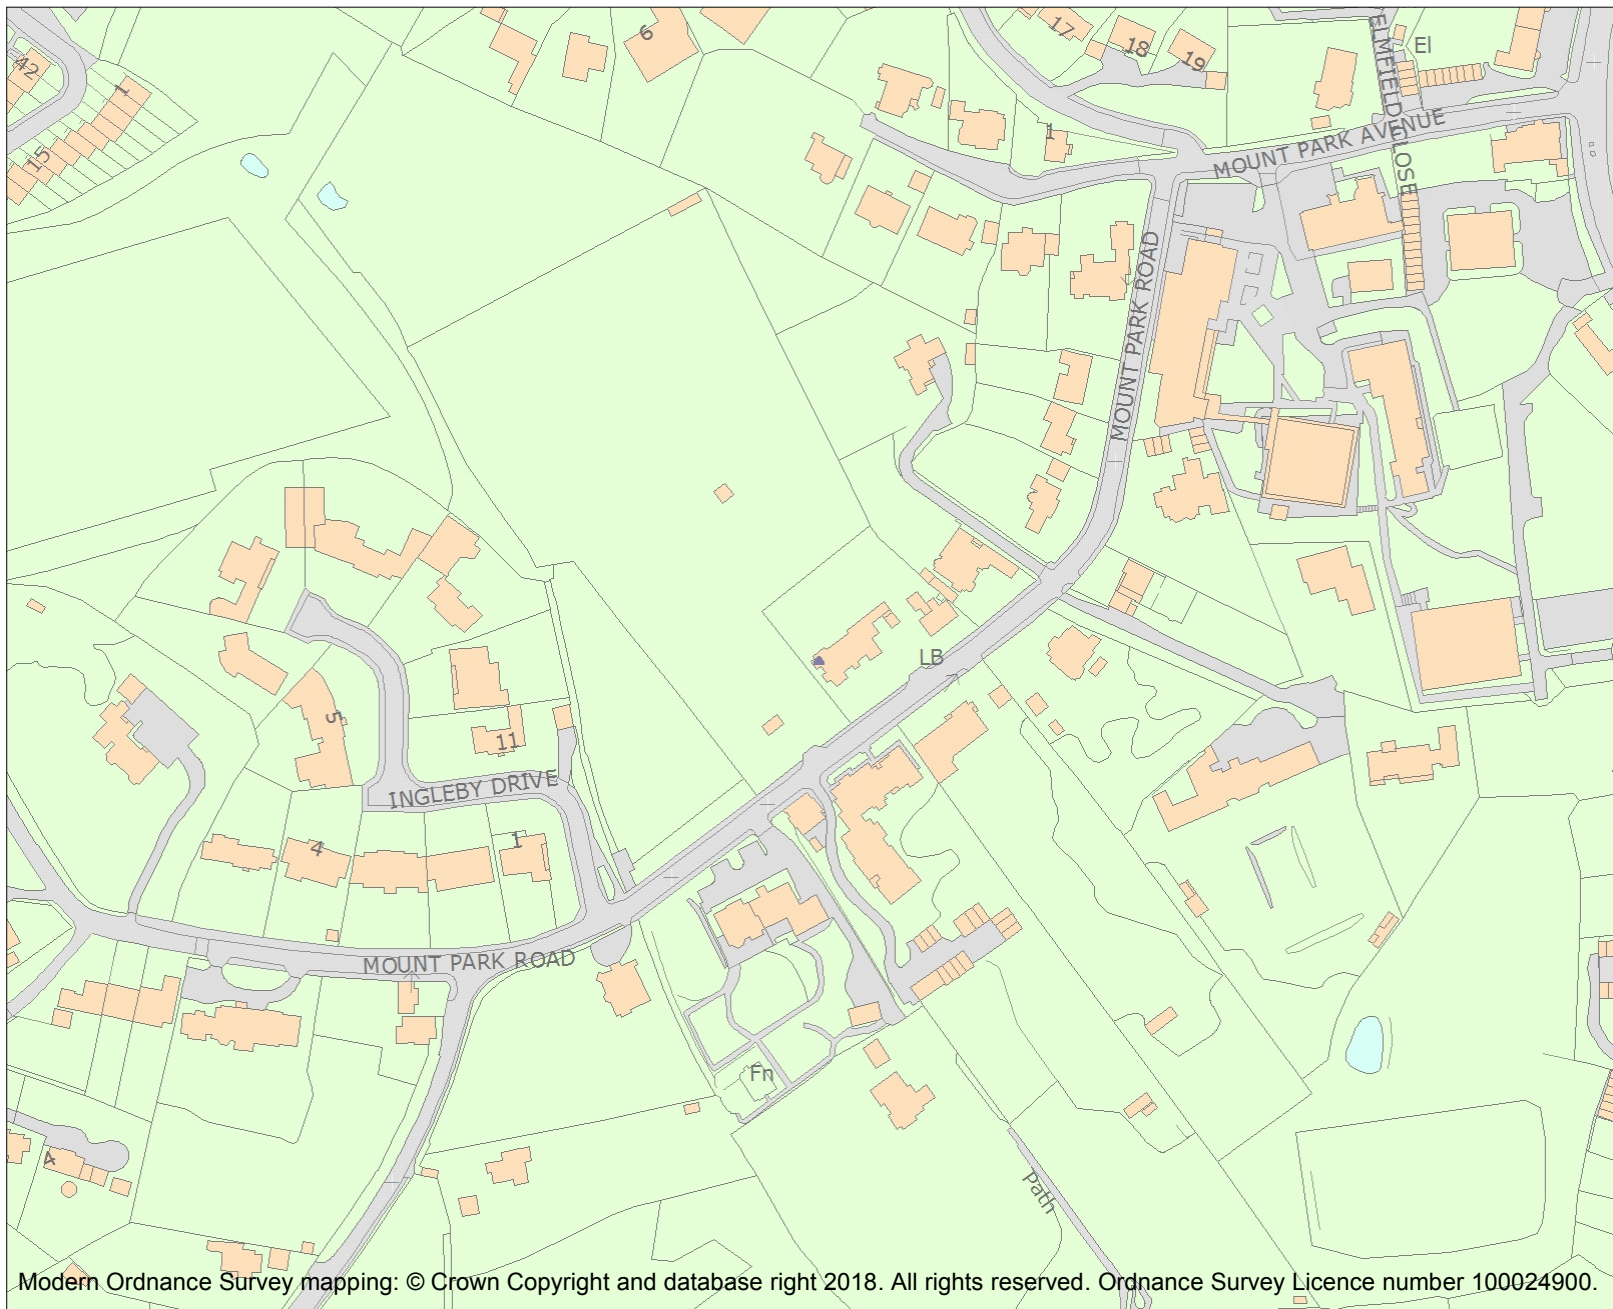 6
17
18
19
ELMFIELD CLOSE
El
42
1
15
1
MOUNT PARK AVENUE
MOUNT PARK ROAD
LB
5
11
INGLEBY DRIVE
4
1
MOUNT PARK ROAD
Fn
4
Path
Modern Ordnance Survey mapping: © Crown Copyright and database right 2018. All rights reserved. Ordnance Survey Licence number 100024900.